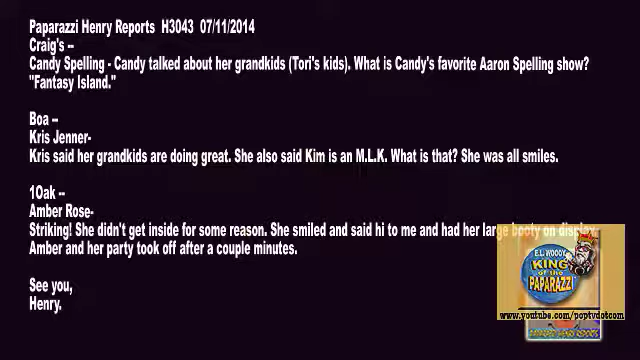 Paparazzi Henry Reports H3043 07/11/2014
Craig's --
Candy Spelling - Candy talked about her grandkids (Tori's kids). What is Candy's favorite Aaron Spelling show?
"Fantasy Island."
Boa --
Kris Jenner-
Kris said her grandkids are doing great. She also said Kim is an M.L.K. What is that? She was all smiles.
1Oak --
Amber Rose-
Striking! She didn't get inside for some reason. She smiled and said hi to me and had her large booty on display.
Amber and her party took off after a couple minutes.
See you,
Henry.
E.L. WOODY
KING
of the
PAPARAZZI
www.youtube.com/poptvdotcom